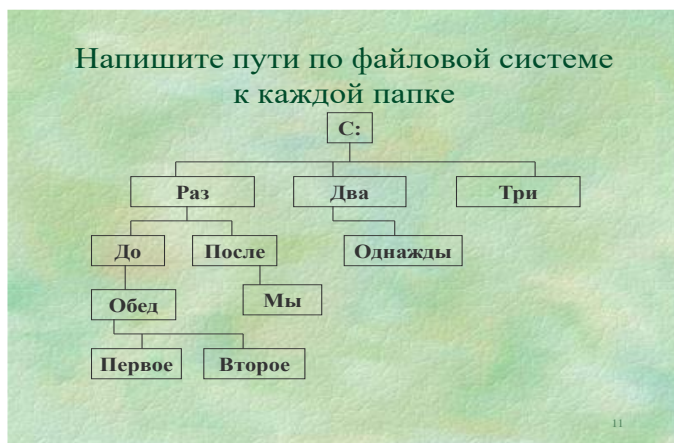 Напишите пути по файловой системе
к каждой папке
С:
Раз Два Три
До После Однажды
Обед Мы
Первое Второе
11